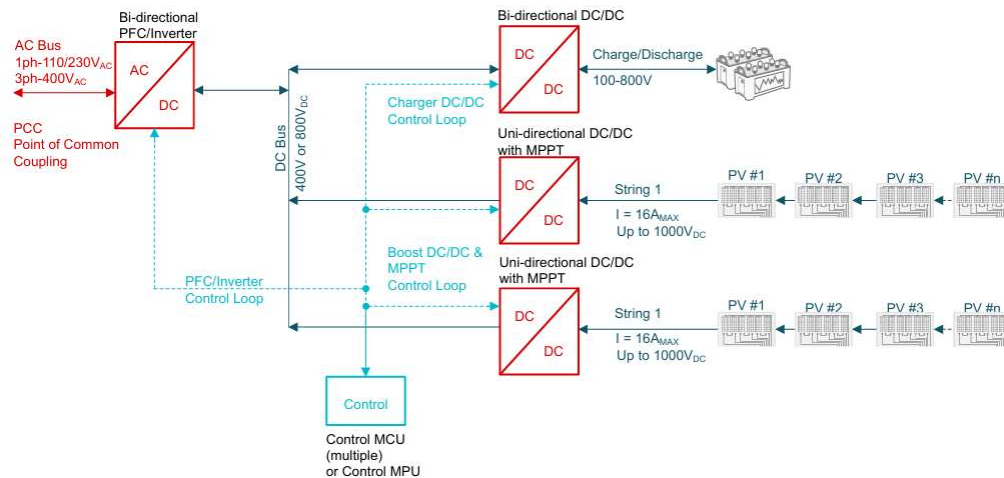 Bi-directional
PFC/Inverter
AC Bus
1ph-110/230VAC
3ph-400VAC
AC
DC
PCC
Point of Common
Coupling
DC Bus
400V or 800VDC
Bi-directional DC/DC
DC
DC
Charge/Discharge
100-800V
Charger DC/DC
Control Loop
Uni-directional DC/DC
with MPPT
DC
DC
String 1
I = 16AMAX
Up to 1000VDC
PV #1
PV #2
PV #3
PV #n
Boost DC/DC &
MPPT
Control Loop
PFC/Inverter
Control Loop
Uni-directional DC/DC
with MPPT
DC
DC
String 1
I = 16AMAX
Up to 1000VDC
PV #1
PV #2
PV #3
PV #n
Control
Control MCU
(multiple)
or Control MPU